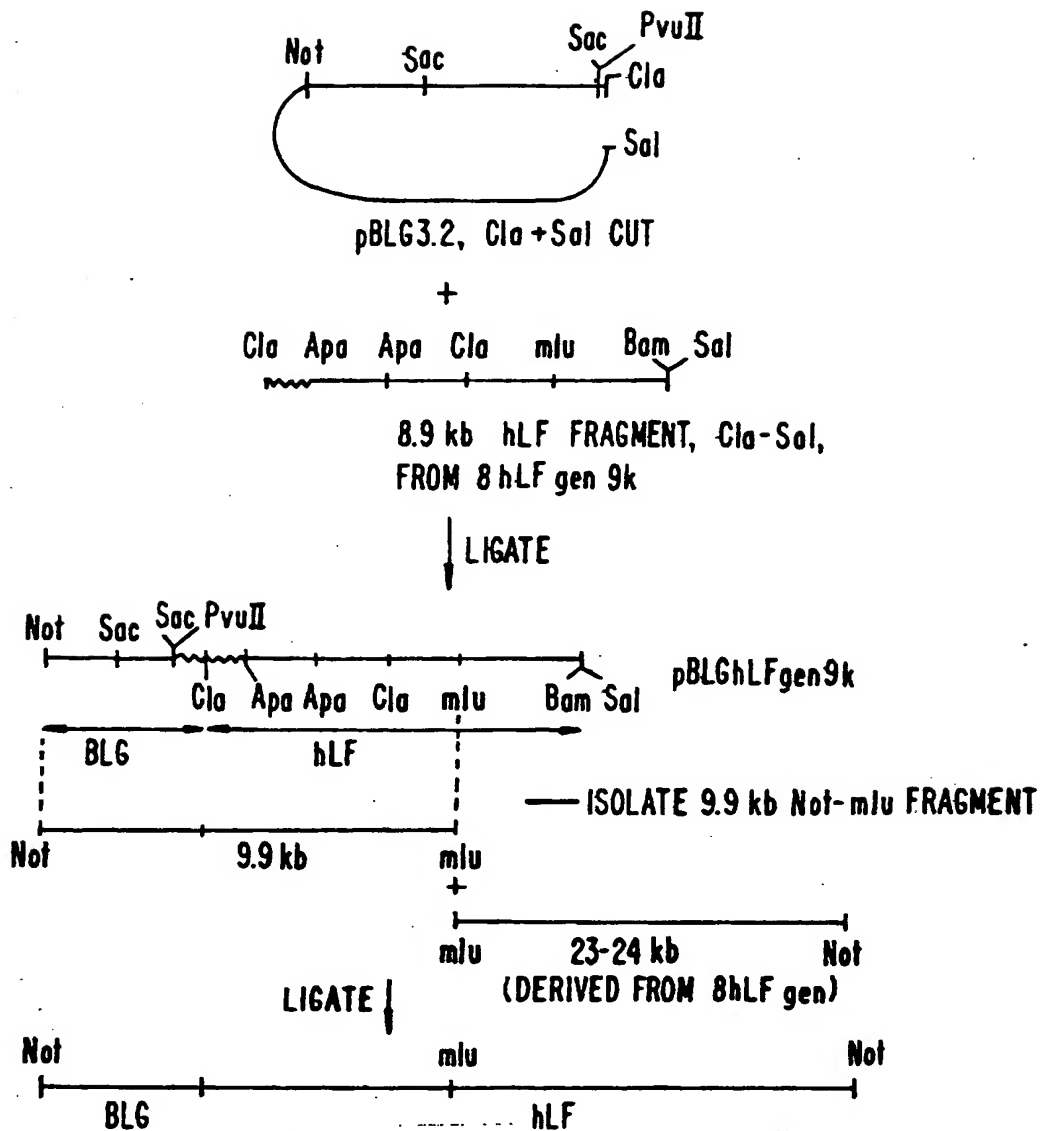 Not Sac Sac PvuII
Cla
Sal
pBLG3.2, Cla+Sal CUT
+
Cla Apa Apa Cla mlu Bam Sal
8.9 kb hLF FRAGMENT, Cla-Sal,
FROM 8hLF gen 9k
LIGATE
Not Sac Sac PvuII
pBLGhLFgen9k
Cla Apa Apa Cla mlu Bam Sal
BLG hLF
ISOLATE 9.9 kb Not-mlu FRAGMENT
Not 9.9 kb mlu
+
mlu 23-24 kb Not
(DERIVED FROM 8hLF gen)
LIGATE
Not mlu Not
BLG hLF